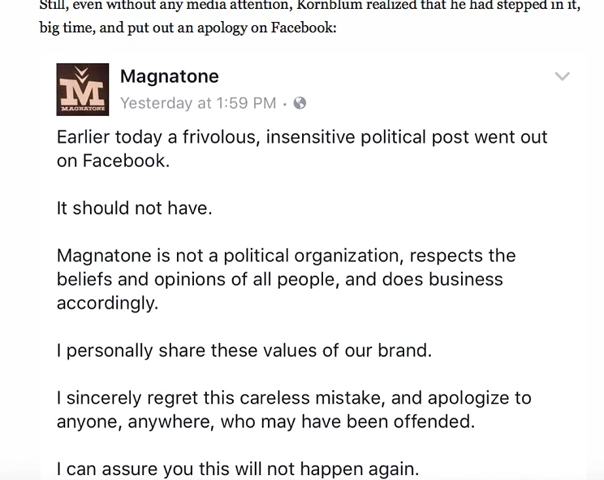 Still, even without any media attention, Kornblum realized that he had stepped in it,
big time, and put out an apology on Facebook:
M
MAGNATONE
Magnatone
Yesterday at 1:59 PM ·
Earlier today a frivolous, insensitive political post went out
on Facebook.
It should not have.
Magnatone is not a political organization, respects the
beliefs and opinions of all people, and does business
accordingly.
I personally share these values of our brand.
I sincerely regret this careless mistake, and apologize to
anyone, anywhere, who may have been offended.
I can assure you this will not happen again.